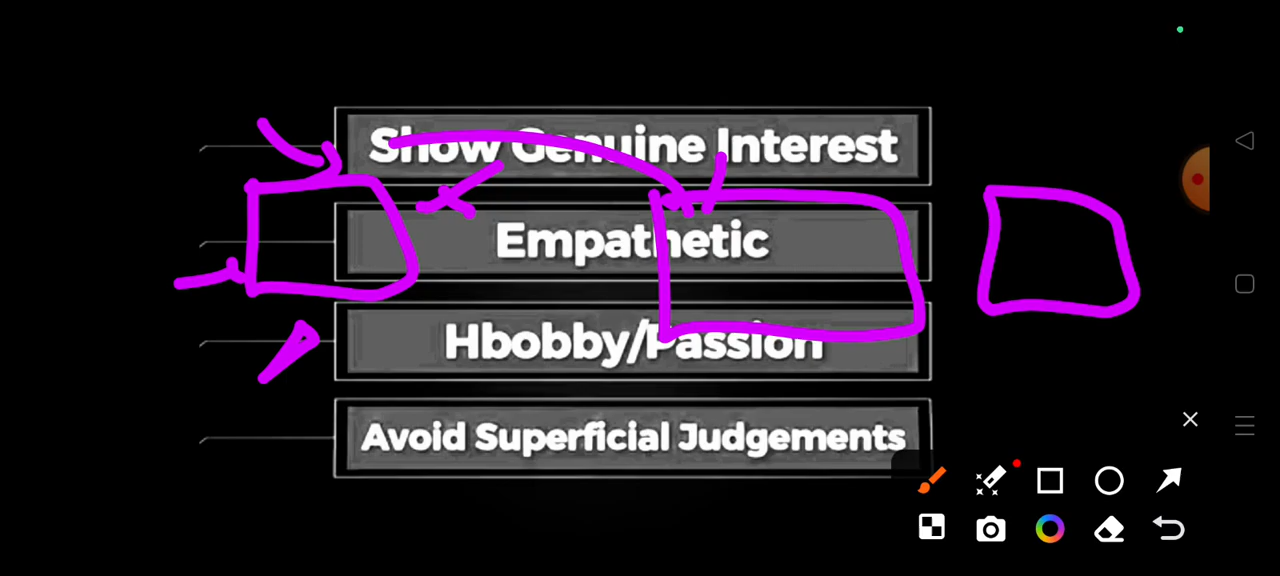 Show Genuine Interest
Empathetic
Hbobby/Passion
Avoid Superficial Judgements